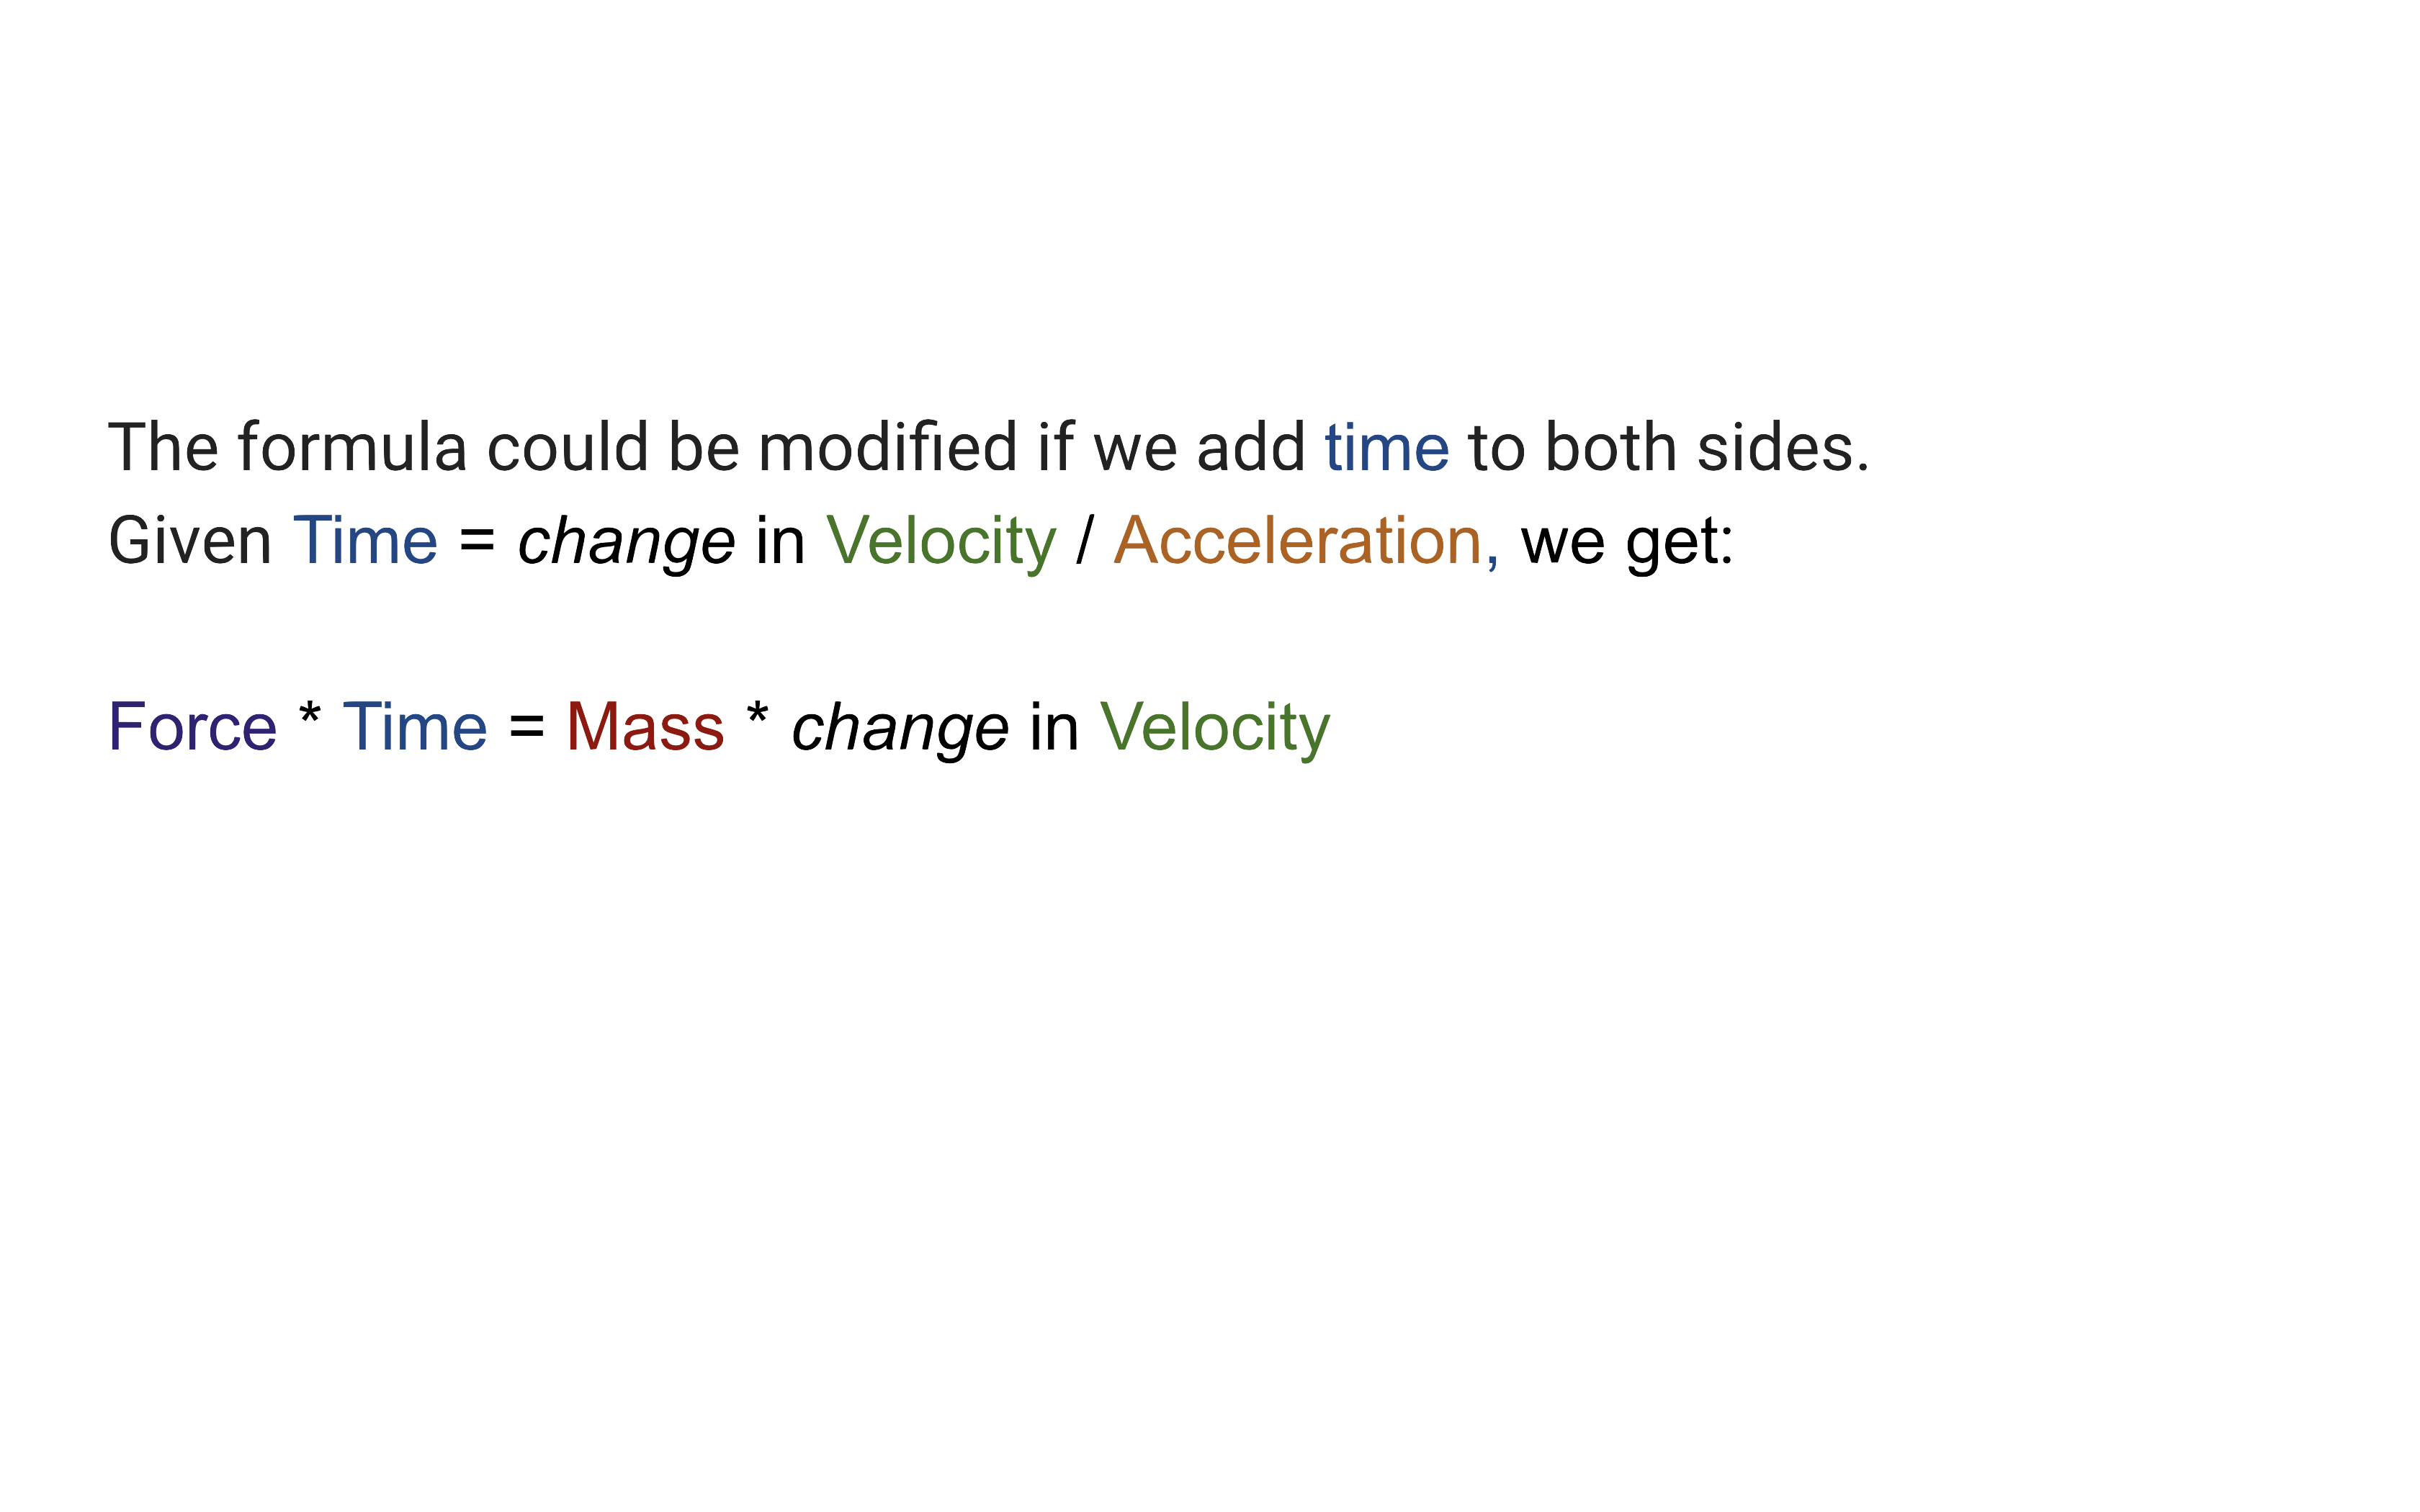 The formula could be modified if we add time to both sides.
Given Time = change in Velocity / Acceleration, we get:
Force * Time = Mass * change in Velocity